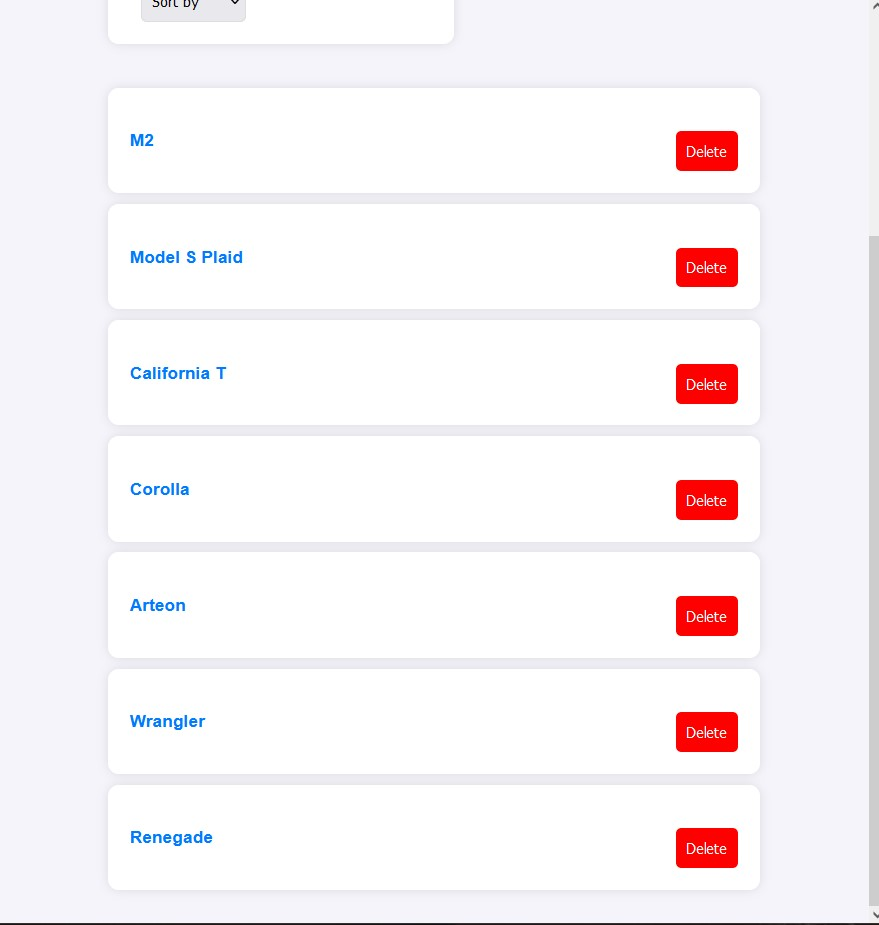 Sort by
M2
Delete
Model S Plaid
Delete
California T
Delete
Corolla
Delete
Arteon
Delete
Wrangler
Delete
Renegade
Delete